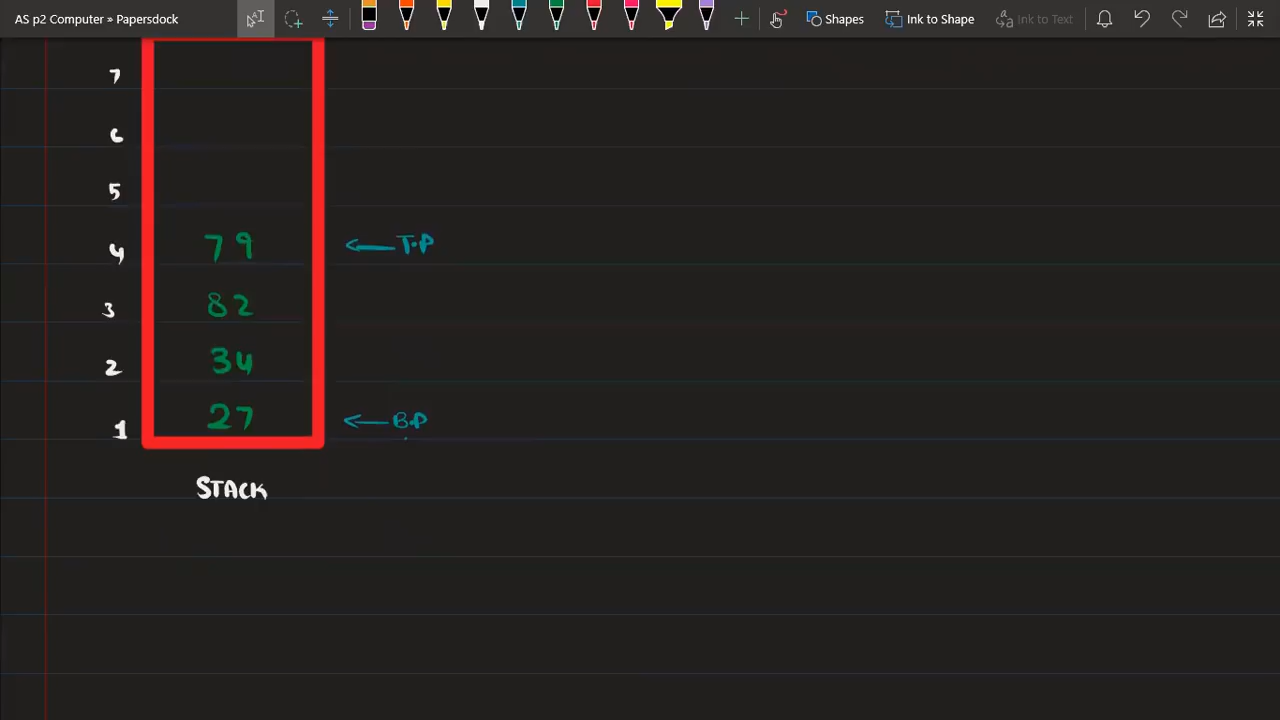 AS p2 Computer » Papersdock
Shapes
Ink to Shape
Ink to Text
7
6
5
4 79 ← T.P
3 82
2 34
1 27 ← B.P
STACK